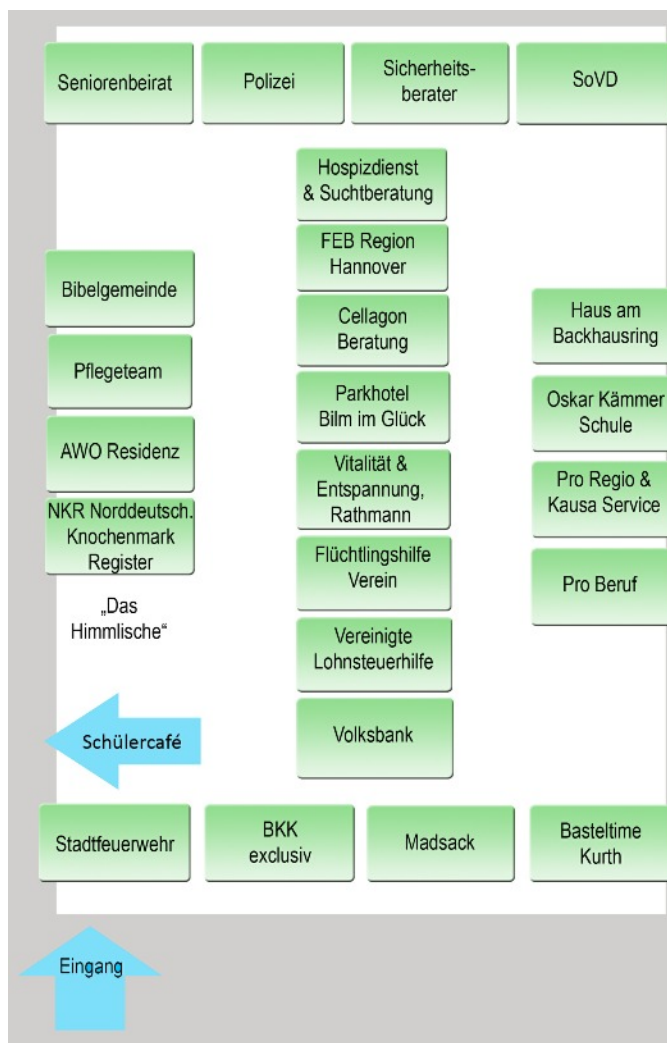 Seniorenbeirat
Polizei
Sicherheits-
berater
SoVD
Hospizdienst
& Suchtberatung
FEB Region
Hannover
Cellagon
Beratung
Parkhotel
Bilm im Glück
Vitalität &
Entspannung,
Rathmann
Flüchtlingshilfe
Verein
Vereinigte
Lohnsteuerhilfe
Volksbank
Bibelgemeinde
Pflegeteam
AWO Residenz
NKR Norddeutsch.
Knochenmark
Register
„Das
Himmlische“
Schülercafé
Haus am
Backhausring
Oskar Kämmer
Schule
Pro Regio &
Kausa Service
Pro Beruf
Stadtfeuerwehr
BKK
exclusiv
Madsack
Basteltime
Kurth
Eingang